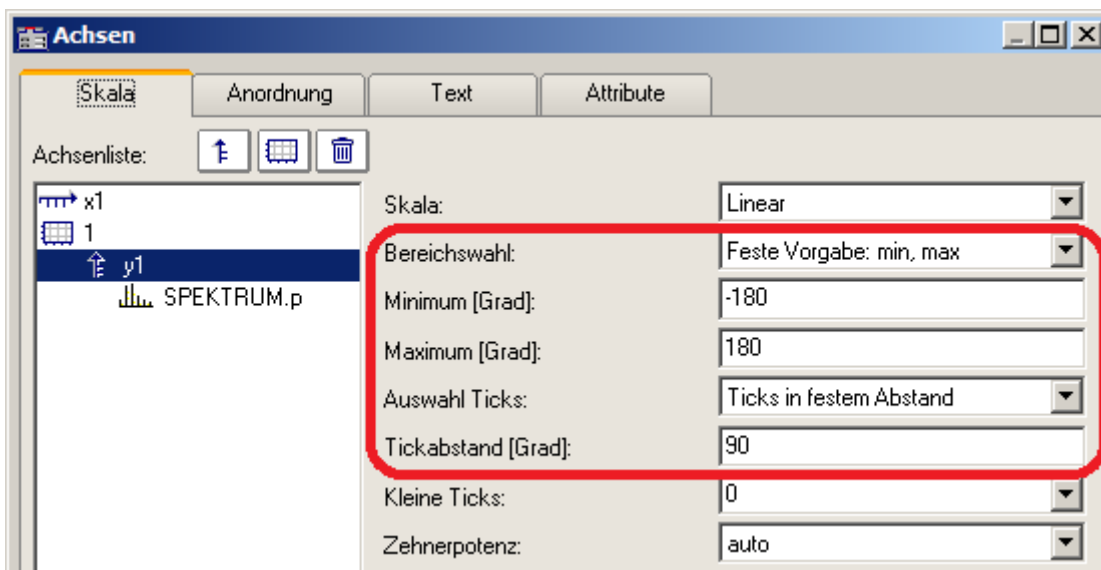 Achsen
Skala Anordnung Text Attribute
Achsenliste:
x1
1
y1
SPEKTRUM.p
Skala: Linear
Bereichswahl: Feste Vorgabe: min, max
Minimum [Grad]: -180
Maximum [Grad]: 180
Auswahl Ticks: Ticks in festem Abstand
Tickabstand [Grad]: 90
Kleine Ticks: 0
Zehnerpotenz: auto